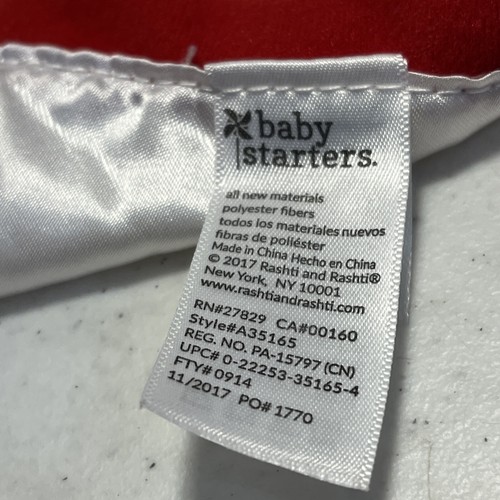 baby
starters.
all new materials
polyester fibers
todos los materiales nuevos
fibras de poliéster
Made in China Hecho en China
© 2017 Rashti and Rashti®
New York, NY 10001
www.rashtiandrashti.com
RN#27829 CA#00160
Style#A35165
REG. NO. PA-15797 (CN)
UPC# 0-22253-35165-4
FTY# 0914
11/2017 PO# 1770